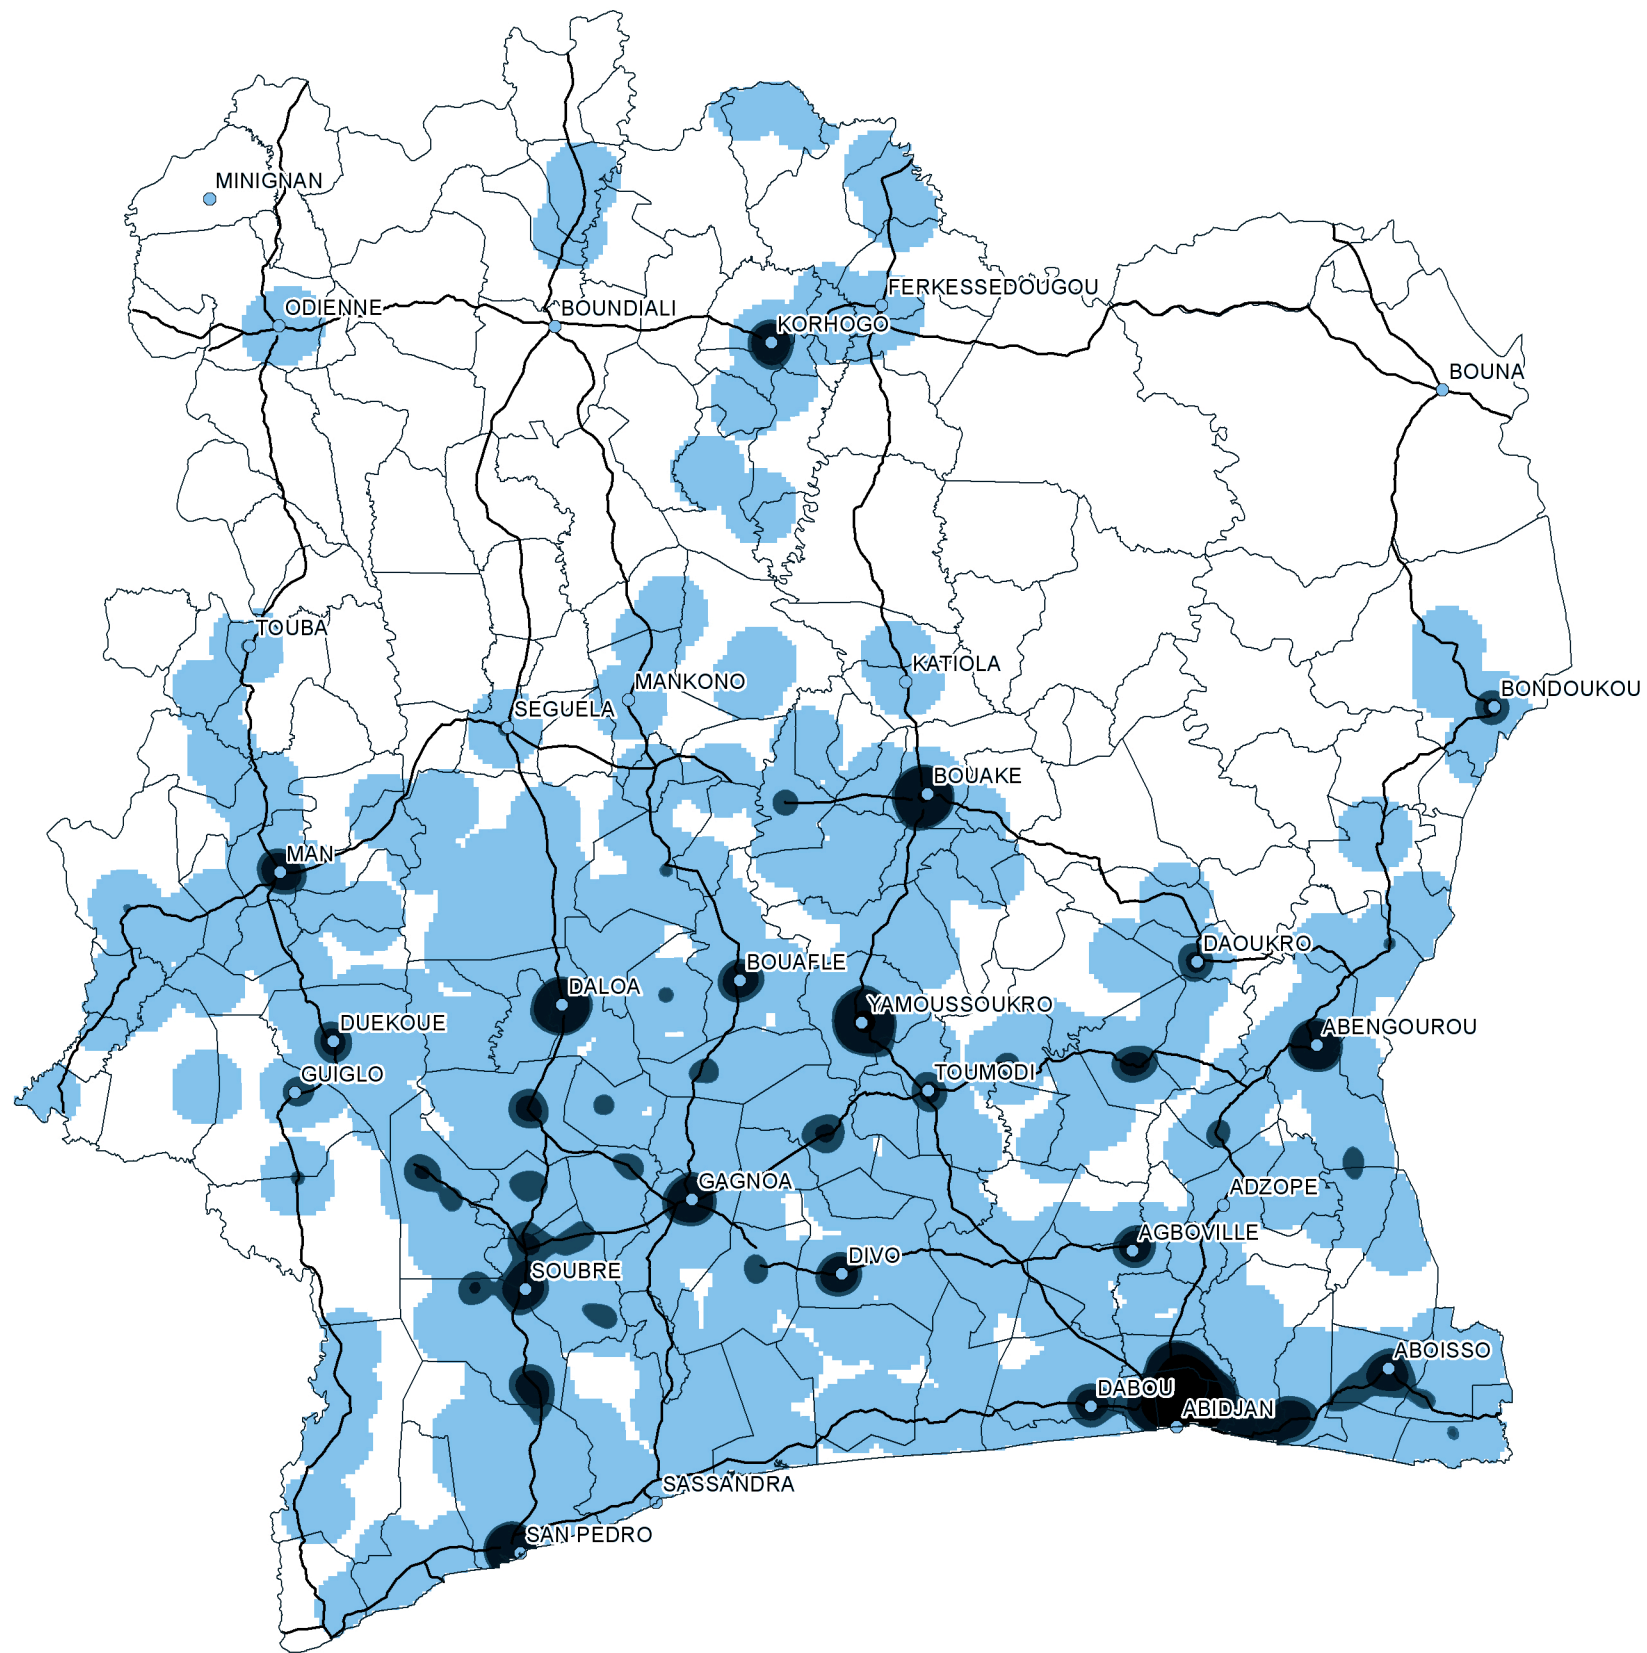 MINIGNAN
ODIENNE
BOUNDIALI
FERKESSEDOUGOU
KORHOGO
BOUNA
TOUBA
KATIOLA
MANKONO
BONDOUKOU
SEGUELA
BOUAKE
MAN
DAOUKRO
BOUAFLE
DALOA
YAMOUSSOUKRO
DUEKOUE
ABENGOUROU
GUIGLO
TOUMODI
GAGNOA
ADZOPE
AGBOVILLE
DIVO
SOUBRE
ABOISSO
DABOU
ABIDJAN
SASSANDRA
SAN PEDRO